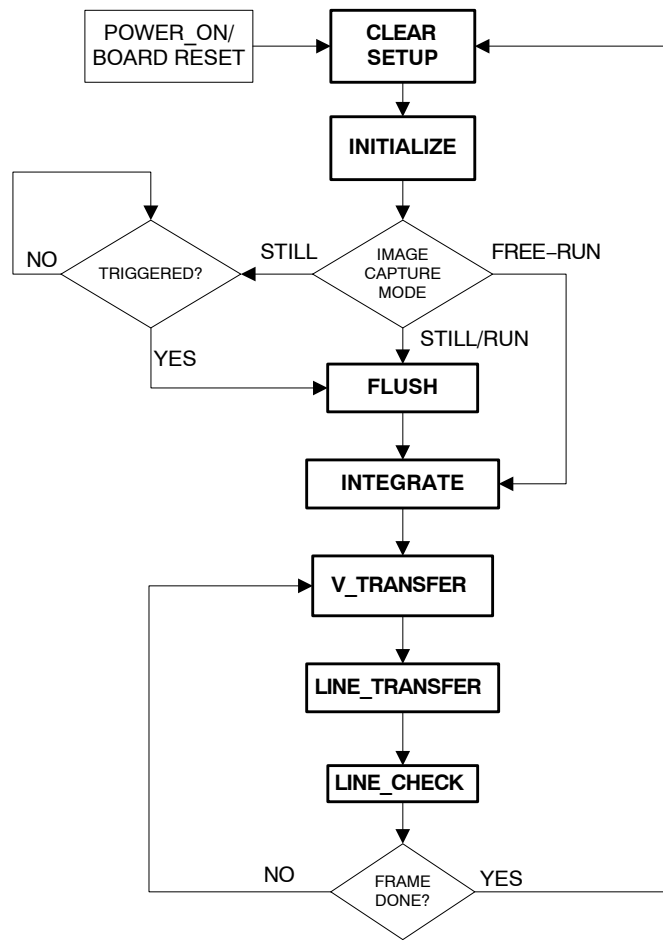 POWER_ON/
BOARD RESET
CLEAR
SETUP
INITIALIZE
NO
TRIGGERED?
STILL
IMAGE
CAPTURE
MODE
FREE−RUN
YES
STILL/RUN
FLUSH
INTEGRATE
V_TRANSFER
LINE_TRANSFER
LINE_CHECK
NO
FRAME
DONE?
YES